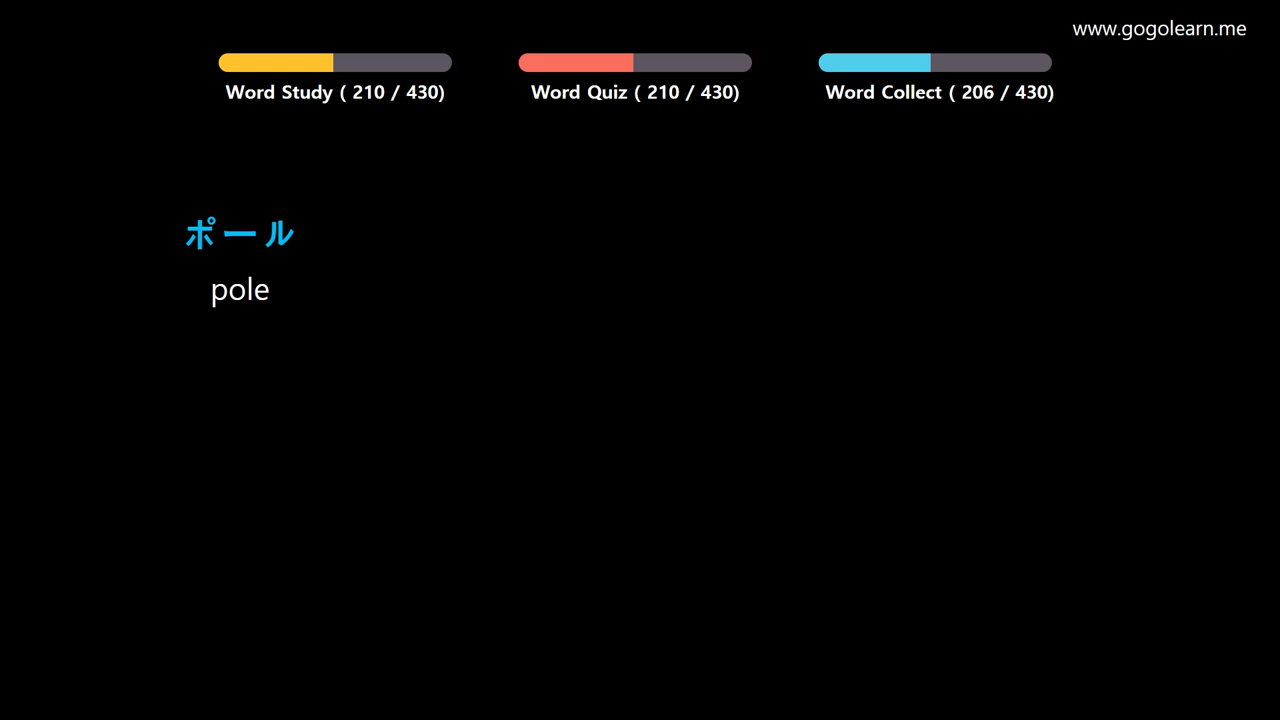 www.gogolearn.me
Word Study ( 210 / 430)
Word Quiz ( 210 / 430)
Word Collect ( 206 / 430)
ポール
pole